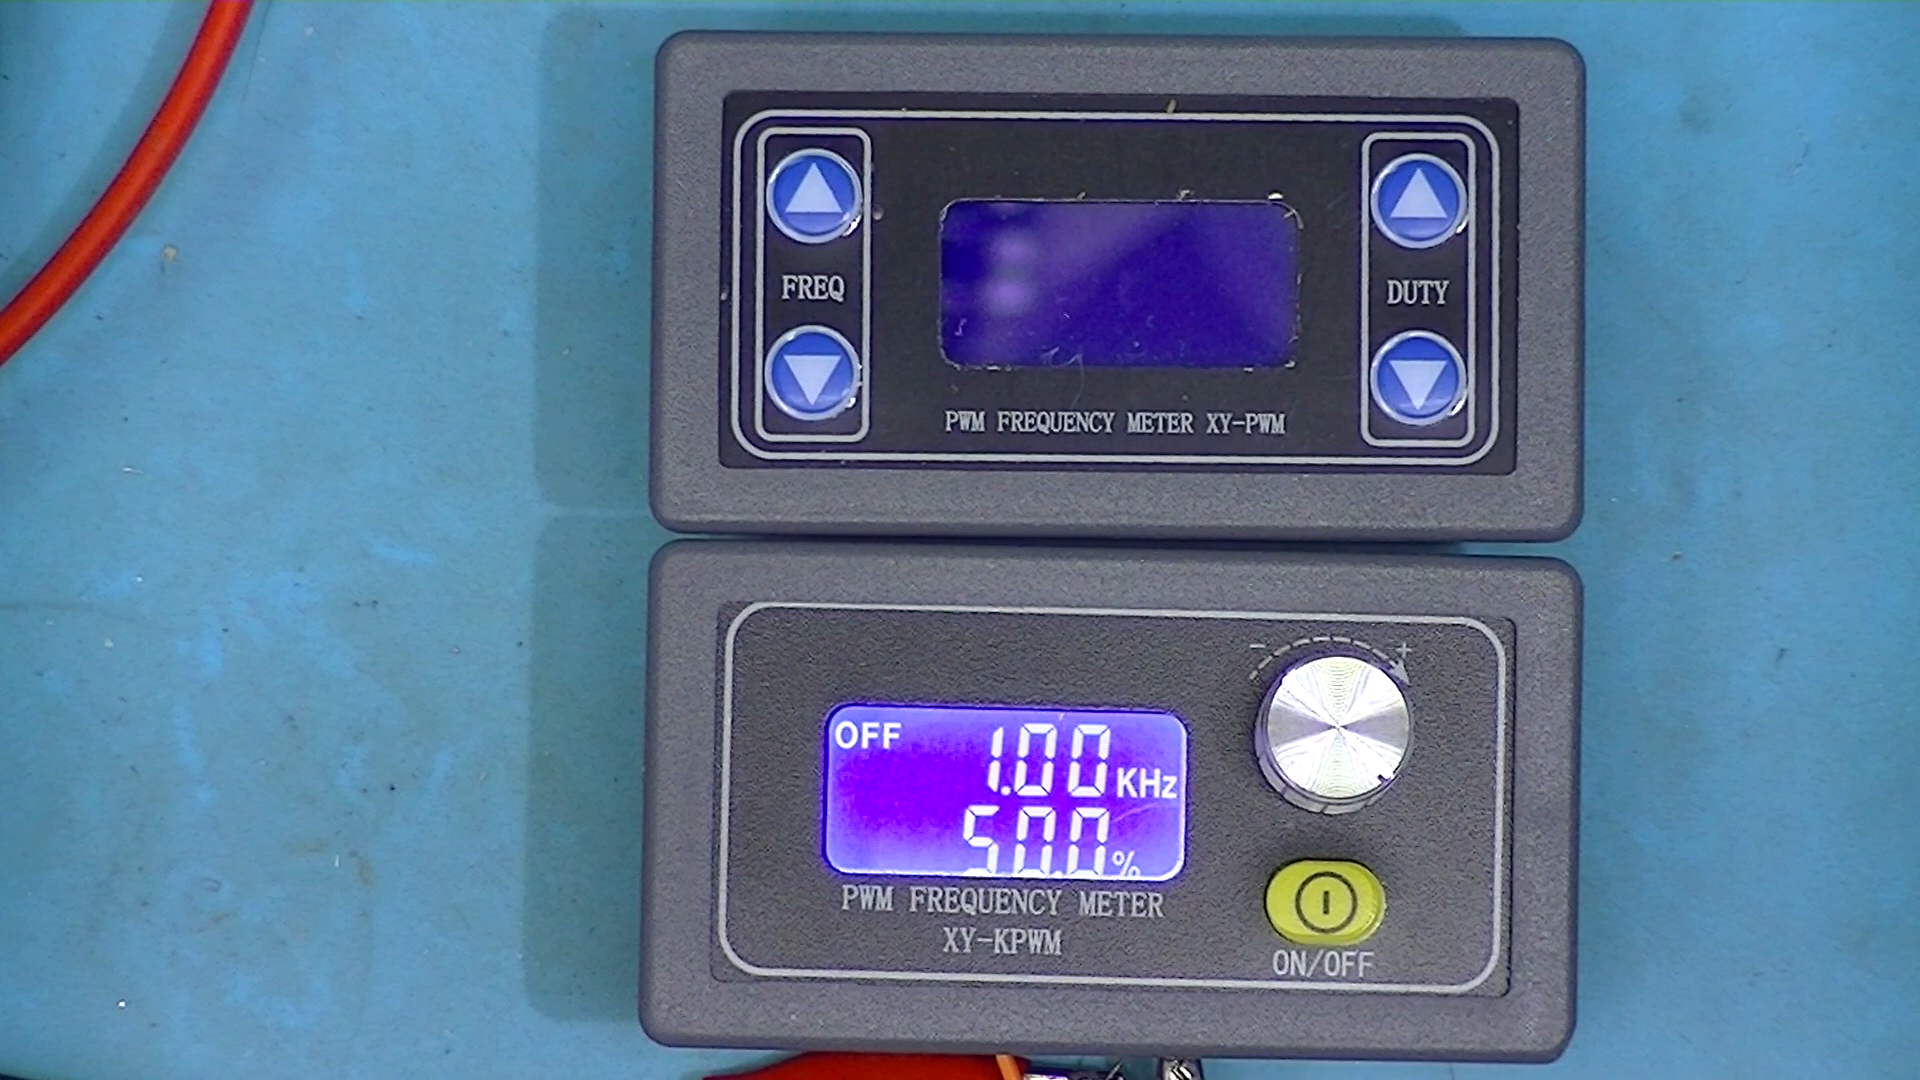 FREQ
DUTY
PWM FREQUENCY METER XY-PWM
- +
OFF 1.00 KHz
50.0 %
PWM FREQUENCY METER
XY-KPWM
ON/OFF